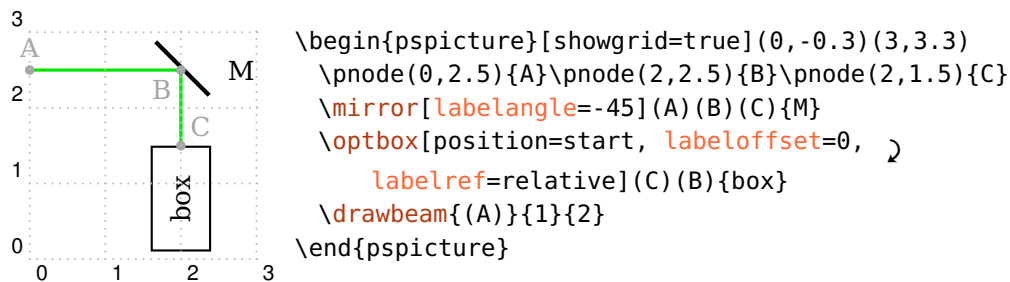 3
A
M
2
B
C
1
box
0
0 1 2 3
\begin{pspicture}[showgrid=true](0,-0.3)(3,3.3)
\pnode(0,2.5){A}\pnode(2,2.5){B}\pnode(2,1.5){C}
\mirror[labelangle=-45](A)(B)(C){M}
\optbox[position=start, labeloffset=0,
labelref=relative](C)(B){box}
\drawbeam{(A)}{1}{2}
\end{pspicture}